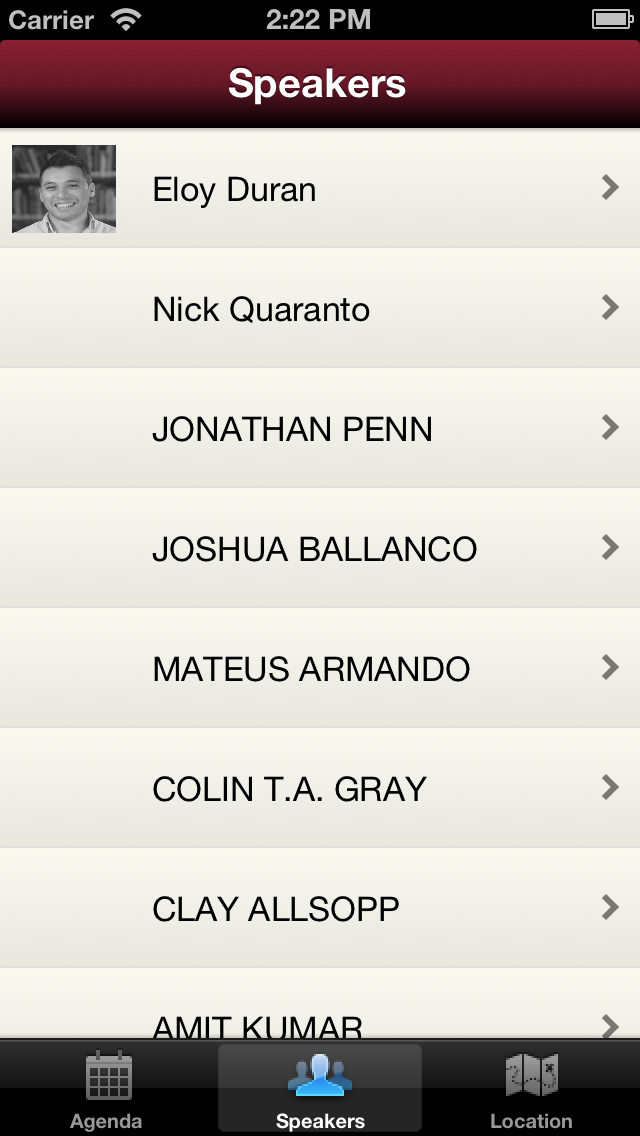 Carrier 2:22 PM
Speakers
Eloy Duran
Nick Quaranto
JONATHAN PENN
JOSHUA BALLANCO
MATEUS ARMANDO
COLIN T.A. GRAY
CLAY ALLSOPP
AMIT KUMAR
Agenda Speakers Location